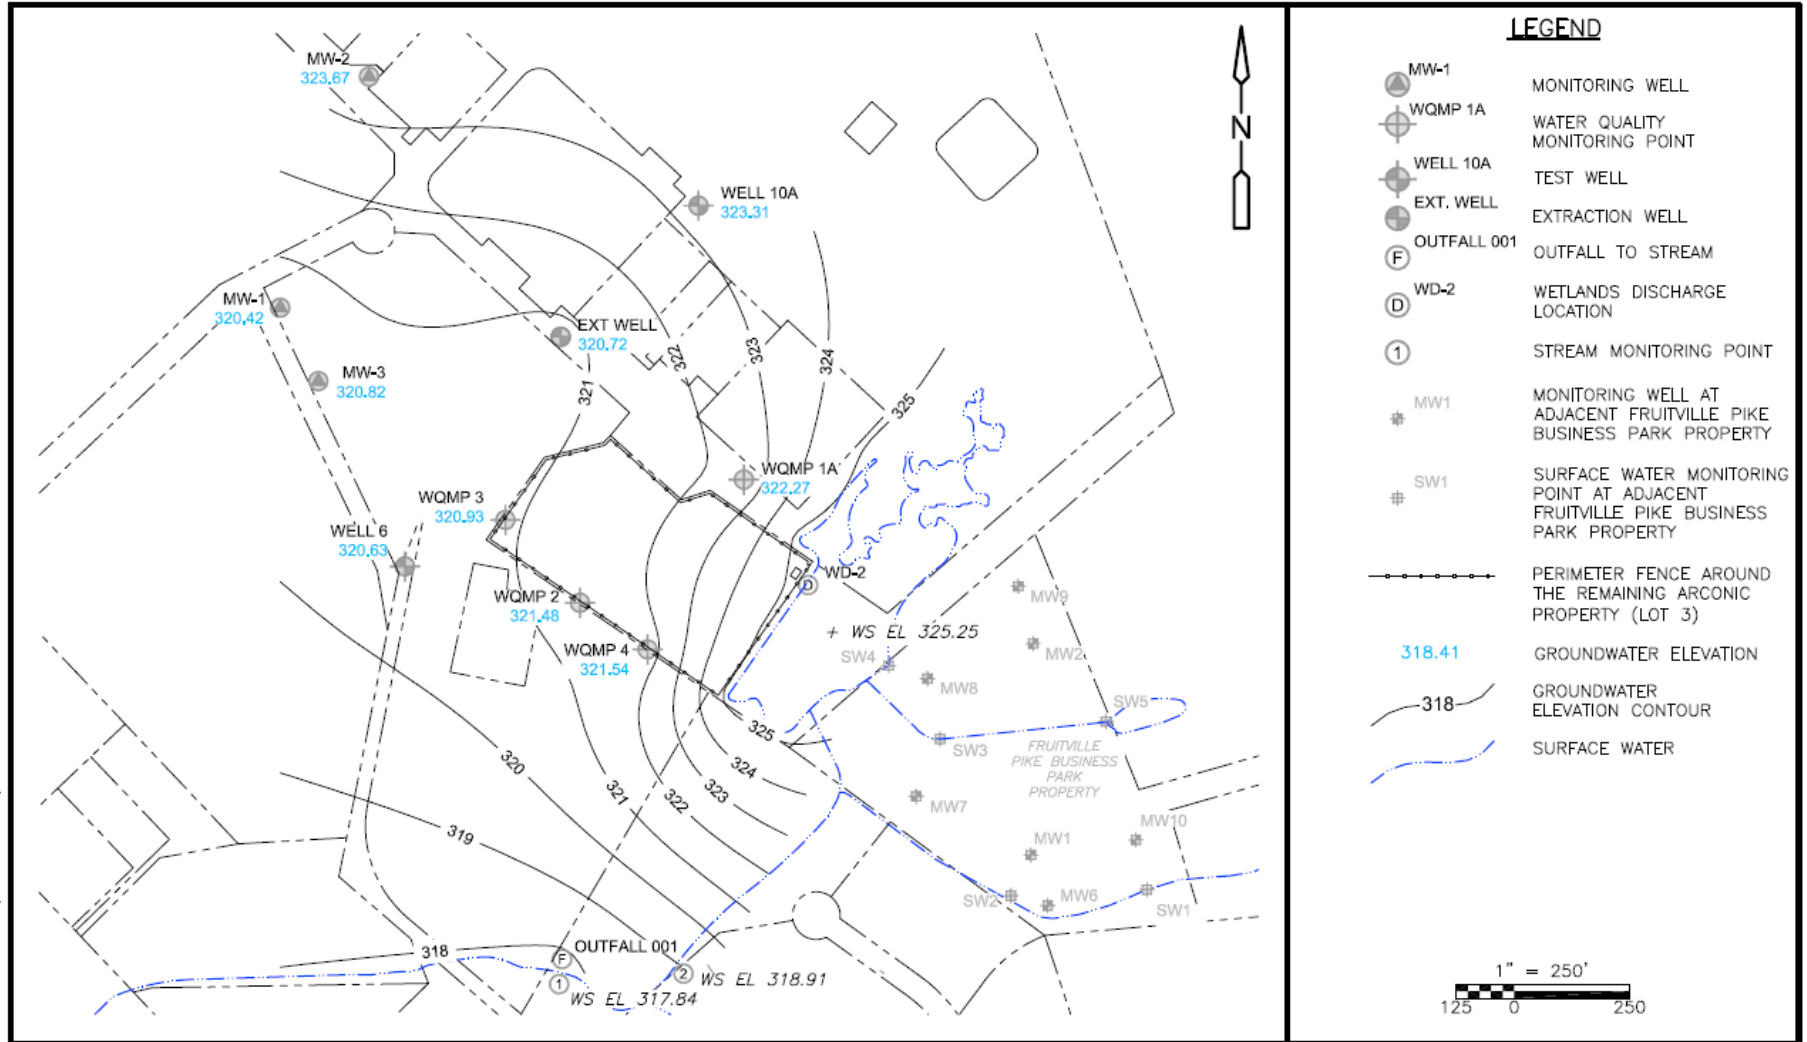 MW-2
323.67
N
WELL 10A
323.31
MW-1
320.42
EXT WELL
320.72
322
323
324
MW-3
320.82
321
325
WQMP 1A
322.27
WQMP 3
320.93
WELL 6
320.63
WD-2
D
WQMP 2
321.48
MW9
+ WS EL 325.25
WQMP 4
321.54
SW4
MW2
MW8
SW5
325
SW3
FRUITVILLE
PIKE BUSINESS
PARK
PROPERTY
320
324
321
322
323
MW7
319
MW10
MW1
SW2
MW6
SW1
318
OUTFALL 001
F
1
WS EL 317.84
2
WS EL 318.91
LEGEND
MW-1
MONITORING WELL
WQMP 1A
WATER QUALITY
MONITORING POINT
WELL 10A
TEST WELL
EXT. WELL
EXTRACTION WELL
OUTFALL 001
F
OUTFALL TO STREAM
WD-2
D
WETLANDS DISCHARGE
LOCATION
1
STREAM MONITORING POINT
MW1
MONITORING WELL AT
ADJACENT FRUITVILLE PIKE
BUSINESS PARK PROPERTY
SW1
SURFACE WATER MONITORING
POINT AT ADJACENT
FRUITVILLE PIKE BUSINESS
PARK PROPERTY
PERIMETER FENCE AROUND
THE REMAINING ARCONIC
PROPERTY (LOT 3)
318.41
GROUNDWATER ELEVATION
318
GROUNDWATER
ELEVATION CONTOUR
SURFACE WATER
1" = 250'
125 0 250